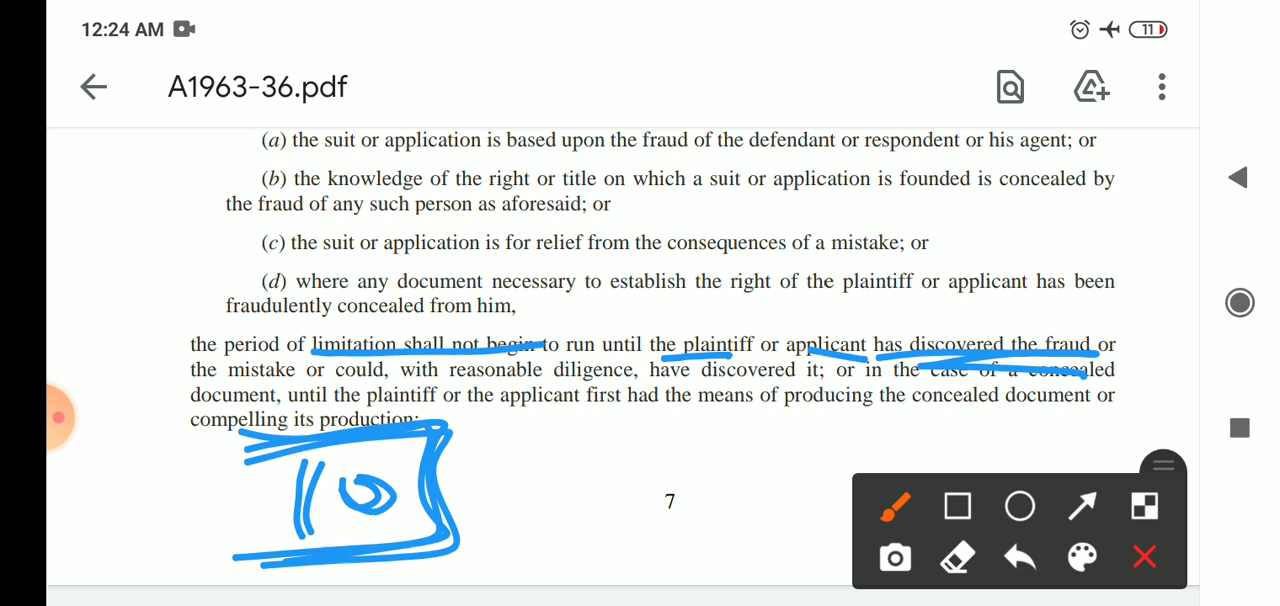 12:24 AM 11
A1963-36.pdf
(a) the suit or application is based upon the fraud of the defendant or respondent or his agent; or
(b) the knowledge of the right or title on which a suit or application is founded is concealed by
the fraud of any such person as aforesaid; or
(c) the suit or application is for relief from the consequences of a mistake; or
(d) where any document necessary to establish the right of the plaintiff or applicant has been
fraudulently concealed from him,
the period of limitation shall not begin to run until the plaintiff or applicant has discovered the fraud or
the mistake or could, with reasonable diligence, have discovered it; or in the case of a concealed
document, until the plaintiff or the applicant first had the means of producing the concealed document or
compelling its production:
7